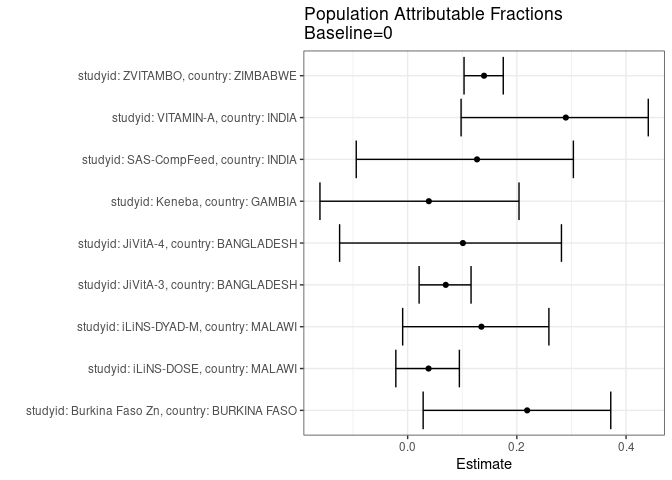 Population Attributable Fractions
Baseline=0
studyid: ZVITAMBO, country: ZIMBABWE
studyid: VITAMIN-A, country: INDIA
studyid: SAS-CompFeed, country: INDIA
studyid: Keneba, country: GAMBIA
studyid: JiVitA-4, country: BANGLADESH
studyid: JiVitA-3, country: BANGLADESH
studyid: iLiNS-DYAD-M, country: MALAWI
studyid: iLiNS-DOSE, country: MALAWI
studyid: Burkina Faso Zn, country: BURKINA FASO
0.0 0.2 0.4
Estimate